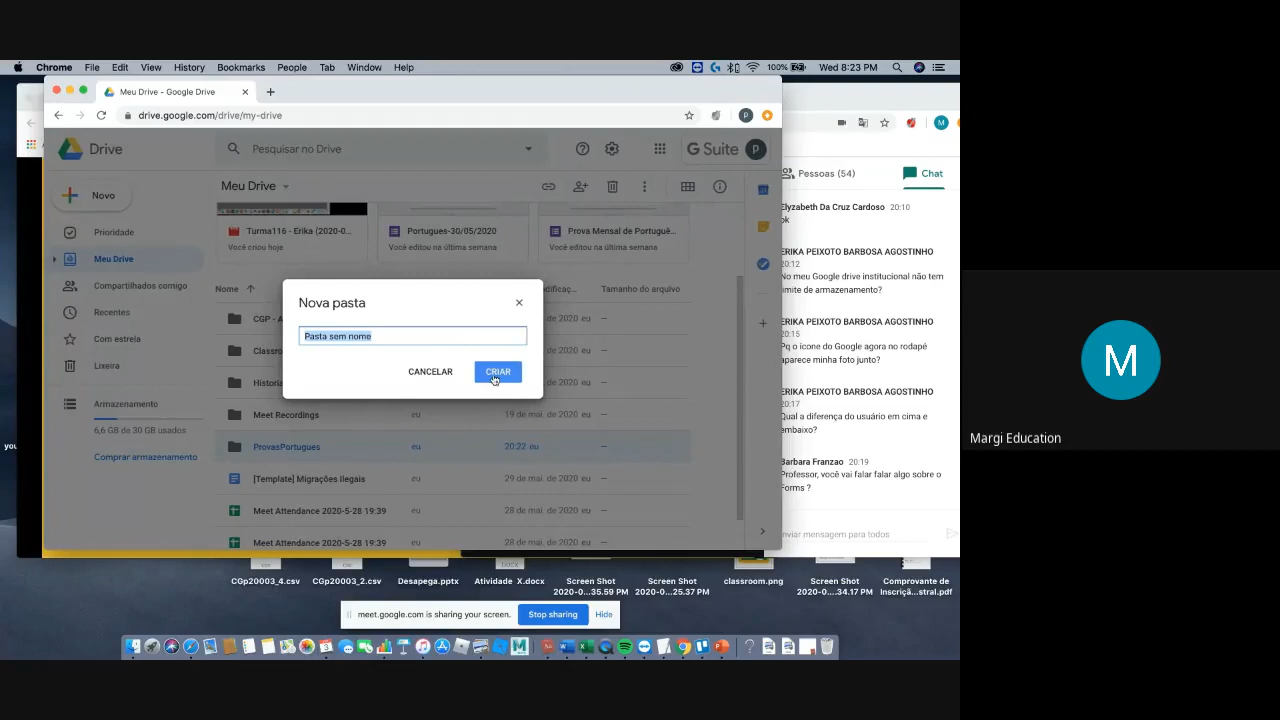 Chrome File Edit View History Bookmarks People Tab Window Help 100% Wed 8:23 PM
Meu Drive - Google Drive
drive.google.com/drive/my-drive
Drive
Pesquisar no Drive
G Suite P
Novo
Meu Drive
Prioridade
Meu Drive
Compartilhados comigo
Recentes
Com estrela
Lixeira
Armazenamento
6,6 GB de 30 GB usados
Comprar armazenamento
Turma116 - Erika (2020-0...
Você criou hoje
Portugues-30/05/2020
Você editou na última semana
Prova Mensal de Portuguê...
Você editou na última semana
Nome
Tamanho do arquivo
Nova pasta
Pasta sem nome
CANCELAR CRIAR
Meet Recordings eu 19 de mai. de 2020 eu —
ProvasPortugues eu 20:22 eu —
[Template] Migrações Ilegais eu 29 de mai. de 2020 eu —
Meet Attendance 2020-5-28 19:39 eu 28 de mai. de 2020 eu —
Meet Attendance 2020-5-28 19:39 eu 28 de mai. de 2020 eu —
Pessoas (54) Chat
Elyzabeth Da Cruz Cardoso 20:10
ok
ERIKA PEIXOTO BARBOSA AGOSTINHO
20:12
No meu Google drive institucional não tem
limite de armazenamento?
ERIKA PEIXOTO BARBOSA AGOSTINHO
20:15
Pq o ícone do Google agora no rodapé
aparece minha foto junto?
ERIKA PEIXOTO BARBOSA AGOSTINHO
20:17
Qual a diferença do usuário em cima e
embaixo?
Barbara Franzao 20:19
Professor, você vai falar falar algo sobre o
Forms ?
enviar mensagem para todos
CGp20003_4.csv
CGp20003_2.csv
Desapega.pptx
Atividade X.docx
Screen Shot
2020-0...35.59 PM
Screen Shot
2020-0...25.37 PM
classroom.png
Screen Shot
2020-0...34.17 PM
Comprovante de
Inscriçã...stral.pdf
meet.google.com is sharing your screen. Stop sharing Hide
M
Margi Education